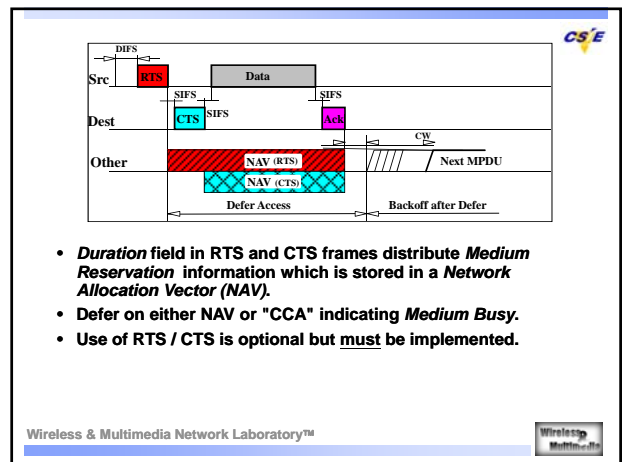 CS/E
DIFS
Src RTS Data
SIFS SIFS
Dest CTS SIFS Ack
CW
Other NAV (RTS) Next MPDU
NAV (CTS)
Defer Access Backoff after Defer
• Duration field in RTS and CTS frames distribute Medium
Reservation information which is stored in a Network
Allocation Vector (NAV).
• Defer on either NAV or "CCA" indicating Medium Busy.
• Use of RTS / CTS is optional but must be implemented.
Wireless & Multimedia Network Laboratory™
Wireless
Multimedia